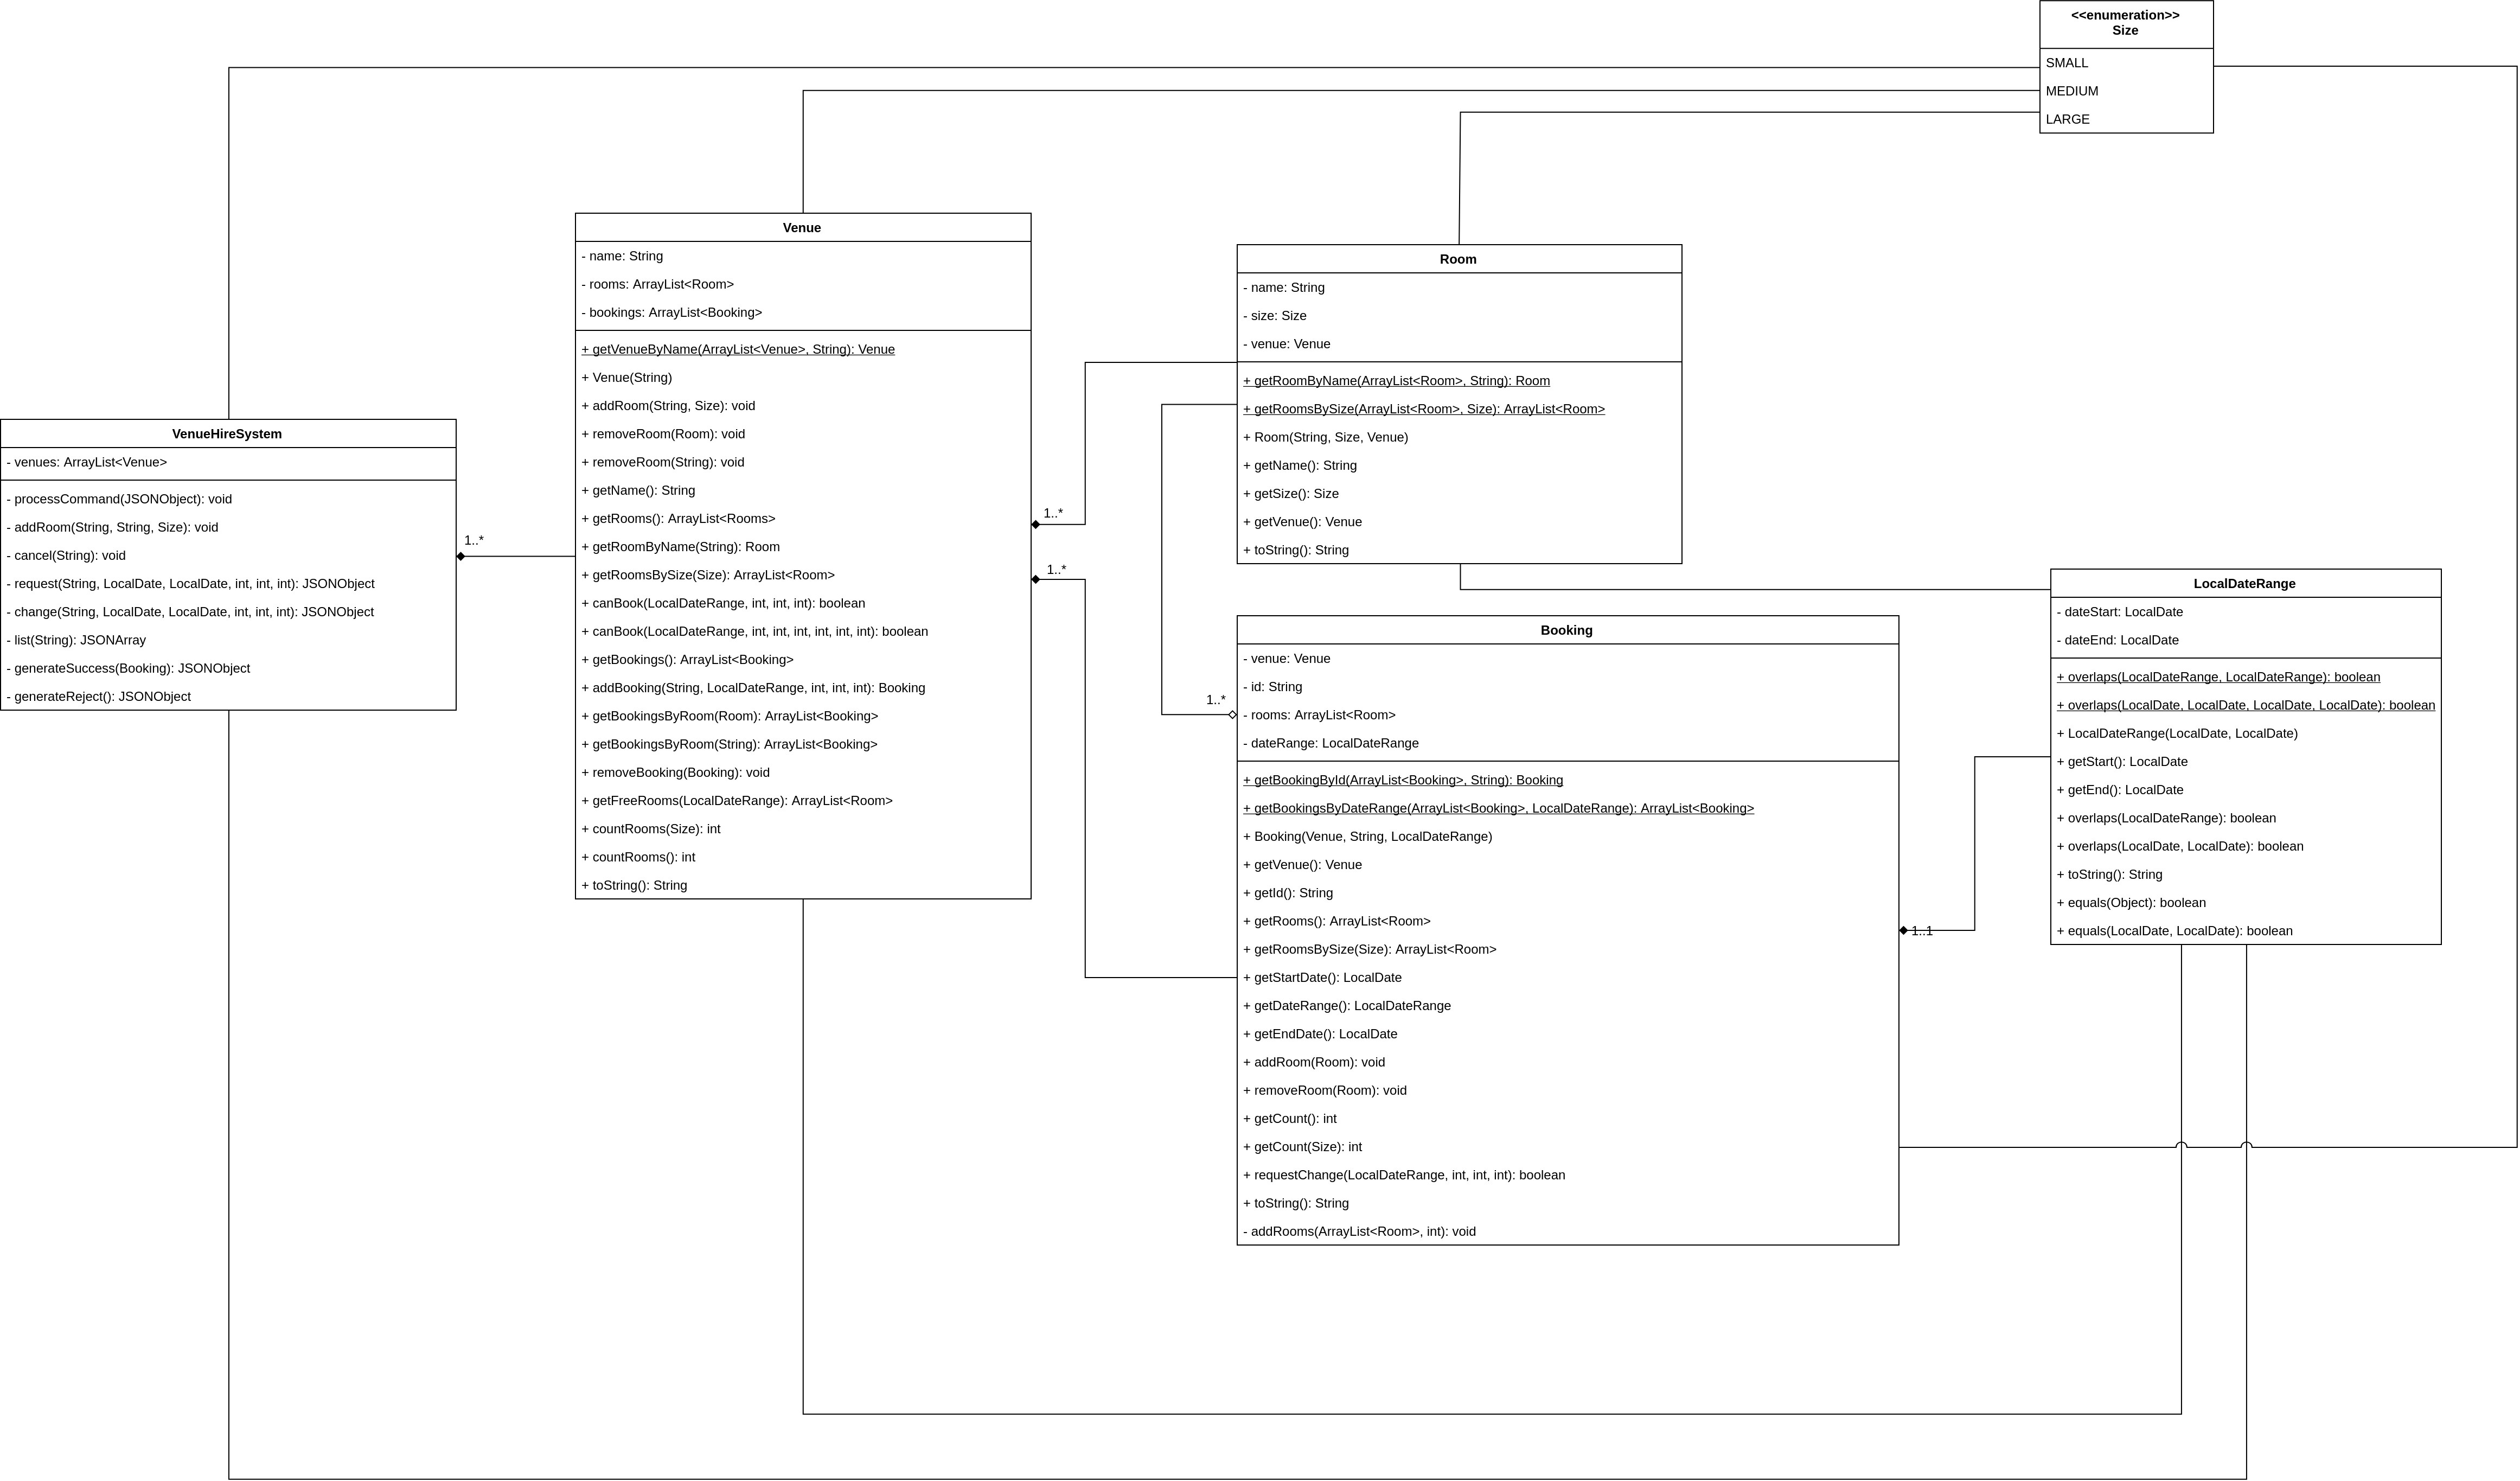 <<enumeration>>
Size
SMALL
MEDIUM
LARGE
Venue
- name: String
- rooms: ArrayList<Room>
- bookings: ArrayList<Booking>
+ getVenueByName(ArrayList<Venue>, String): Venue
+ Venue(String)
+ addRoom(String, Size): void
+ removeRoom(Room): void
+ removeRoom(String): void
+ getName(): String
+ getRooms(): ArrayList<Rooms>
+ getRoomByName(String): Room
+ getRoomsBySize(Size): ArrayList<Room>
+ canBook(LocalDateRange, int, int, int): boolean
+ canBook(LocalDateRange, int, int, int, int, int, int): boolean
+ getBookings(): ArrayList<Booking>
+ addBooking(String, LocalDateRange, int, int, int): Booking
+ getBookingsByRoom(Room): ArrayList<Booking>
+ getBookingsByRoom(String): ArrayList<Booking>
+ removeBooking(Booking): void
+ getFreeRooms(LocalDateRange): ArrayList<Room>
+ countRooms(Size): int
+ countRooms(): int
+ toString(): String
Room
- name: String
- size: Size
- venue: Venue
+ getRoomByName(ArrayList<Room>, String): Room
+ getRoomsBySize(ArrayList<Room>, Size): ArrayList<Room>
+ Room(String, Size, Venue)
+ getName(): String
+ getSize(): Size
+ getVenue(): Venue
+ toString(): String
VenueHireSystem
- venues: ArrayList<Venue>
- processCommand(JSONObject): void
- addRoom(String, String, Size): void
- cancel(String): void
- request(String, LocalDate, LocalDate, int, int, int): JSONObject
- change(String, LocalDate, LocalDate, int, int, int): JSONObject
- list(String): JSONArray
- generateSuccess(Booking): JSONObject
- generateReject(): JSONObject
1..*
1..*
1..*
1..*
1..1
LocalDateRange
- dateStart: LocalDate
- dateEnd: LocalDate
+ overlaps(LocalDateRange, LocalDateRange): boolean
+ overlaps(LocalDate, LocalDate, LocalDate, LocalDate): boolean
+ LocalDateRange(LocalDate, LocalDate)
+ getStart(): LocalDate
+ getEnd(): LocalDate
+ overlaps(LocalDateRange): boolean
+ overlaps(LocalDate, LocalDate): boolean
+ toString(): String
+ equals(Object): boolean
+ equals(LocalDate, LocalDate): boolean
Booking
- venue: Venue
- id: String
- rooms: ArrayList<Room>
- dateRange: LocalDateRange
+ getBookingById(ArrayList<Booking>, String): Booking
+ getBookingsByDateRange(ArrayList<Booking>, LocalDateRange): ArrayList<Booking>
+ Booking(Venue, String, LocalDateRange)
+ getVenue(): Venue
+ getId(): String
+ getRooms(): ArrayList<Room>
+ getRoomsBySize(Size): ArrayList<Room>
+ getStartDate(): LocalDate
+ getDateRange(): LocalDateRange
+ getEndDate(): LocalDate
+ addRoom(Room): void
+ removeRoom(Room): void
+ getCount(): int
+ getCount(Size): int
+ requestChange(LocalDateRange, int, int, int): boolean
+ toString(): String
- addRooms(ArrayList<Room>, int): void